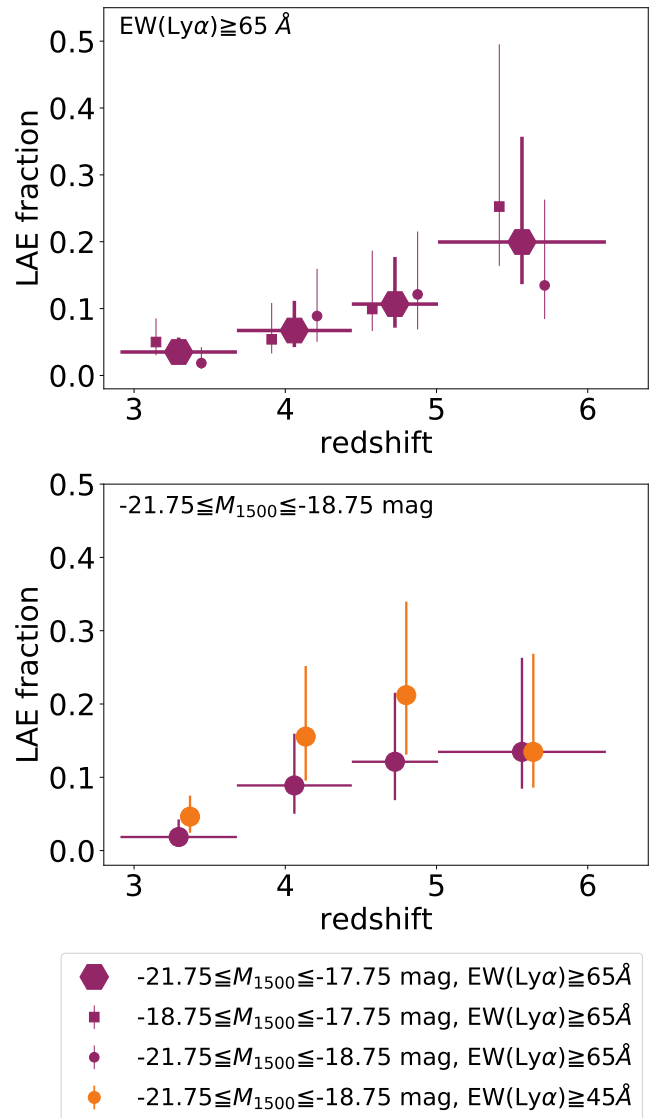 EW(Lyα)≧65 Å
0.5
0.4
0.3
0.2
0.1
0.0
LAE fraction
3 4 5 6
redshift
-21.75≦M₁₅₀₀≦-18.75 mag
0.5
0.4
0.3
0.2
0.1
0.0
LAE fraction
3 4 5 6
redshift
-21.75≦M₁₅₀₀≦-17.75 mag, EW(Lyα)≧65Å
-18.75≦M₁₅₀₀≦-17.75 mag, EW(Lyα)≧65Å
-21.75≦M₁₅₀₀≦-18.75 mag, EW(Lyα)≧65Å
-21.75≦M₁₅₀₀≦-18.75 mag, EW(Lyα)≧45Å